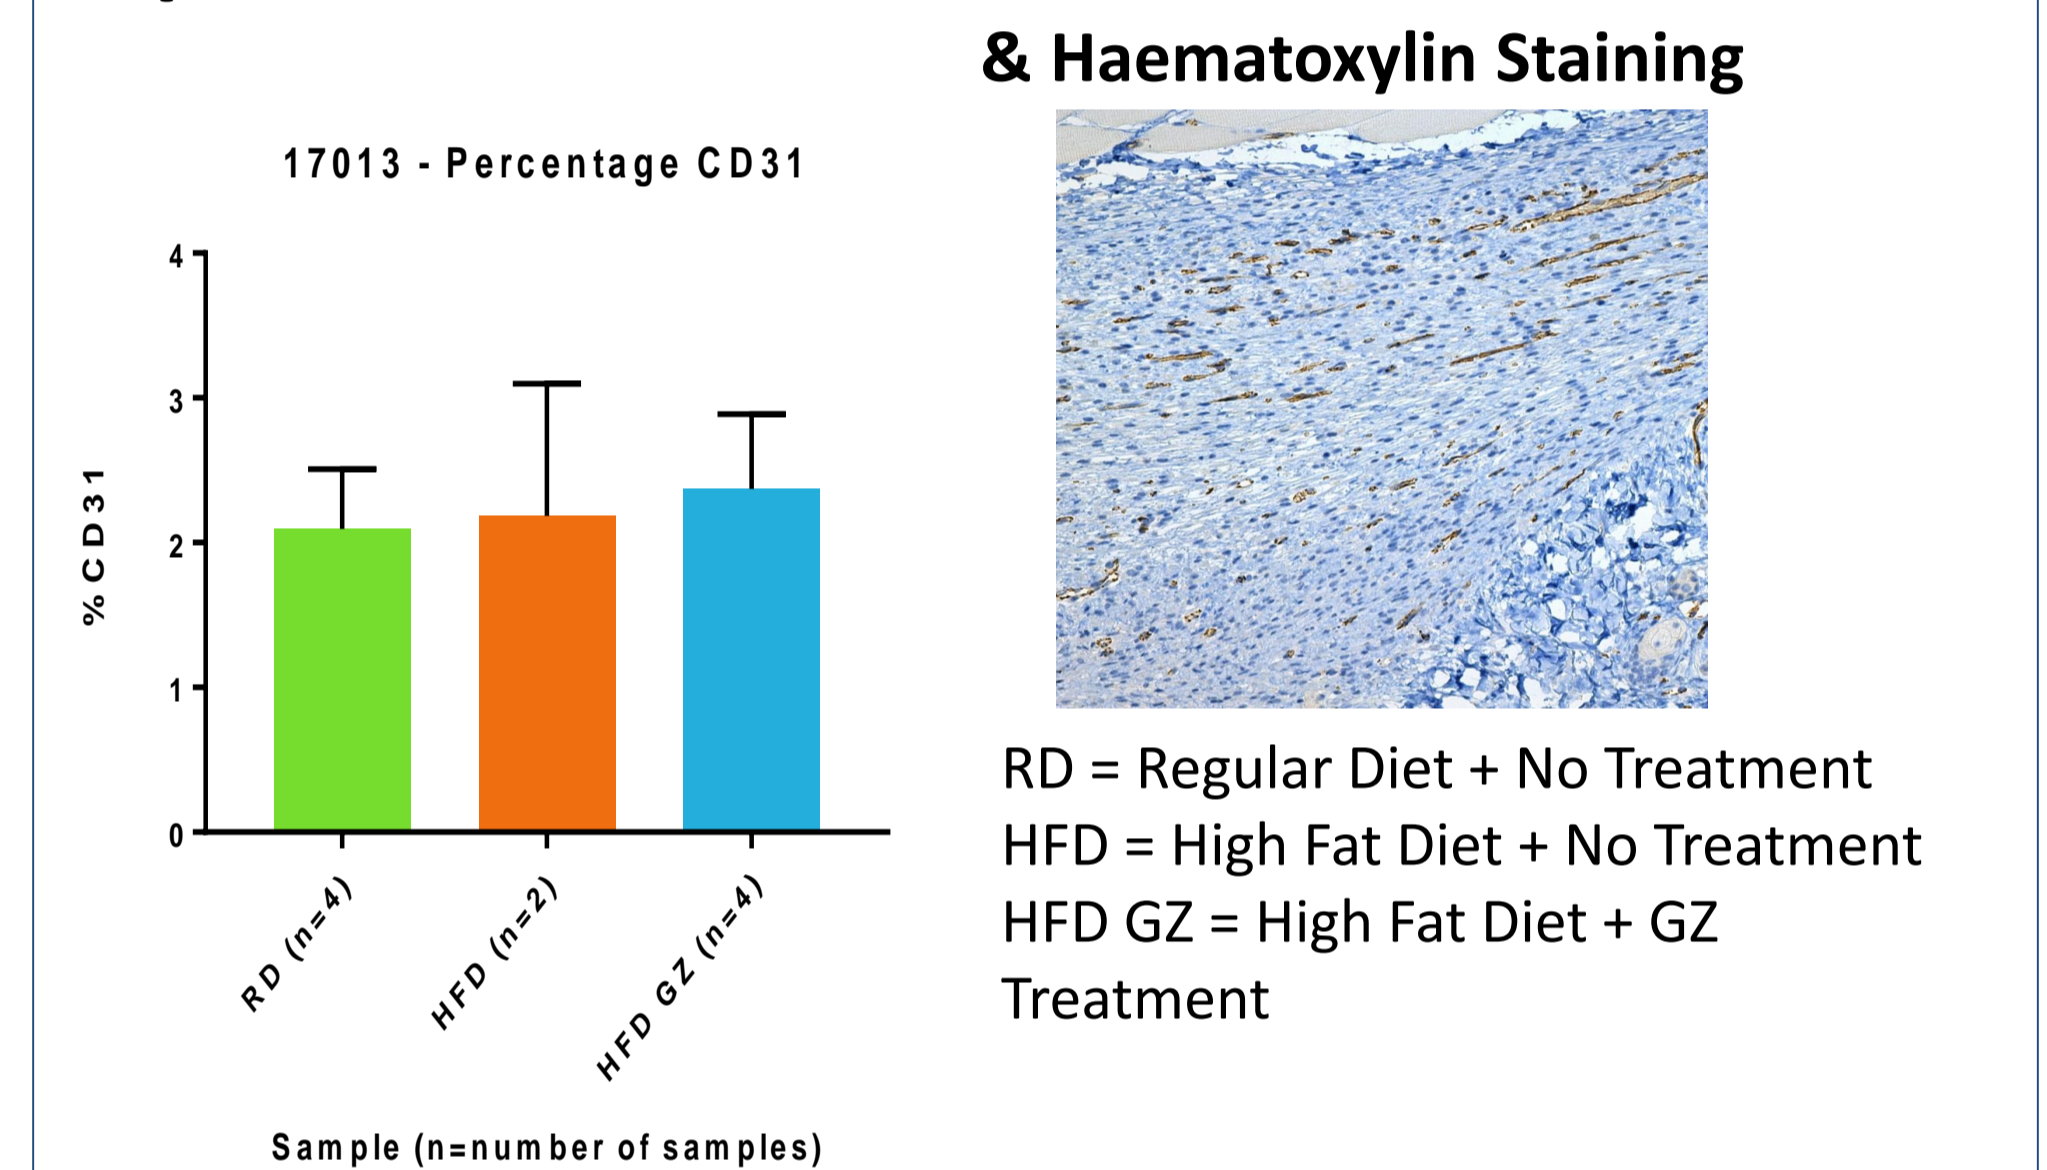 & Haematoxylin Staining
17013 - Percentage CD31
% CD31
4
3
2
1
0
RD (n=4)
HFD (n=2)
HFD GZ (n=4)
Sample (n=number of samples)
RD = Regular Diet + No Treatment
HFD = High Fat Diet + No Treatment
HFD GZ = High Fat Diet + GZ
Treatment